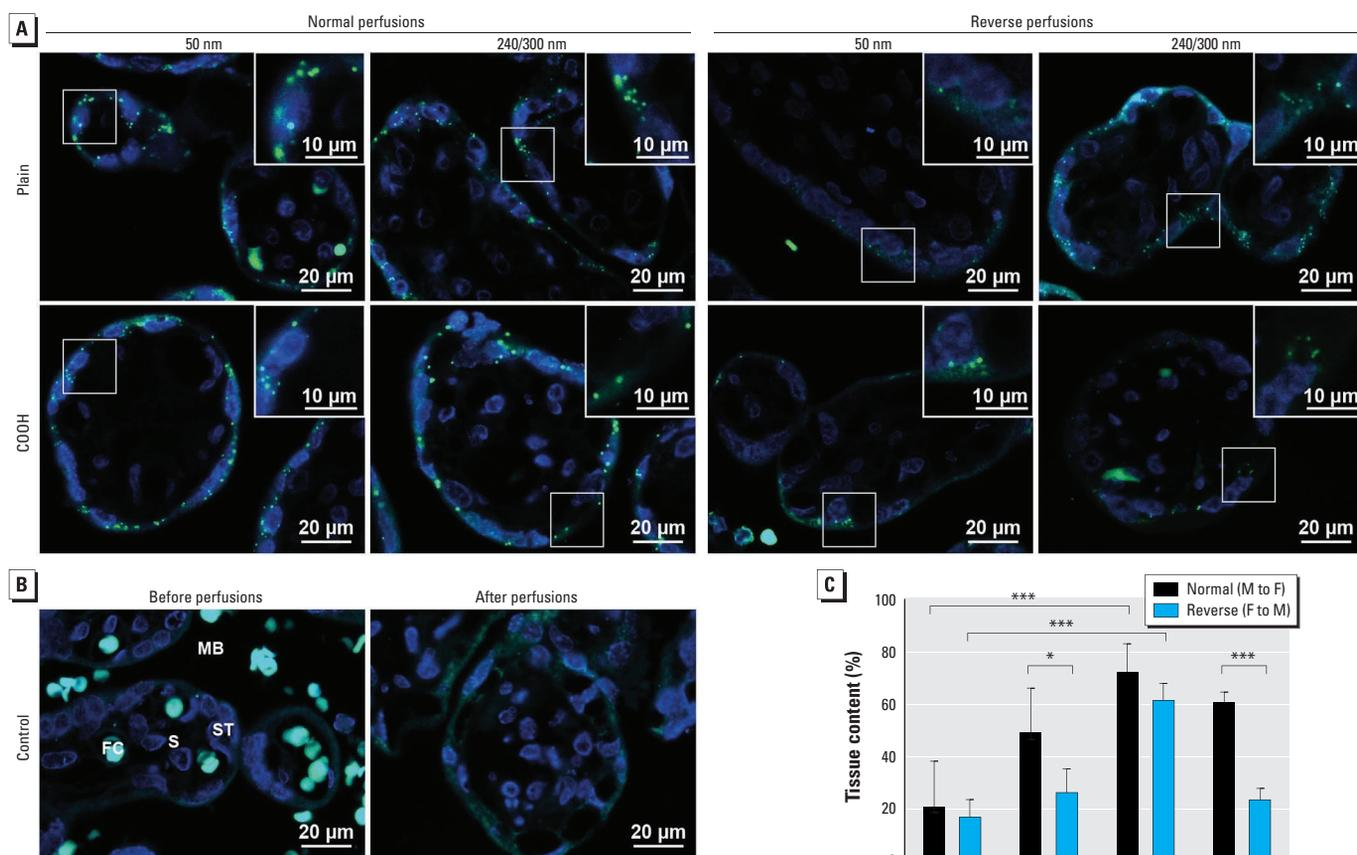 A
Normal perfusions
Reverse perfusions
50 nm
240/300 nm
50 nm
240/300 nm
Plain
10 µm
10 µm
10 µm
10 µm
20 µm
20 µm
20 µm
20 µm
COOH
10 µm
10 µm
10 µm
10 µm
20 µm
20 µm
20 µm
20 µm
B
Before perfusions
After perfusions
Control
MB
FC
S
ST
20 µm
20 µm
C
Normal (M to F)
Reverse (F to M)
***
***
*
***
Tissue content (%)
100
80
60
40
20